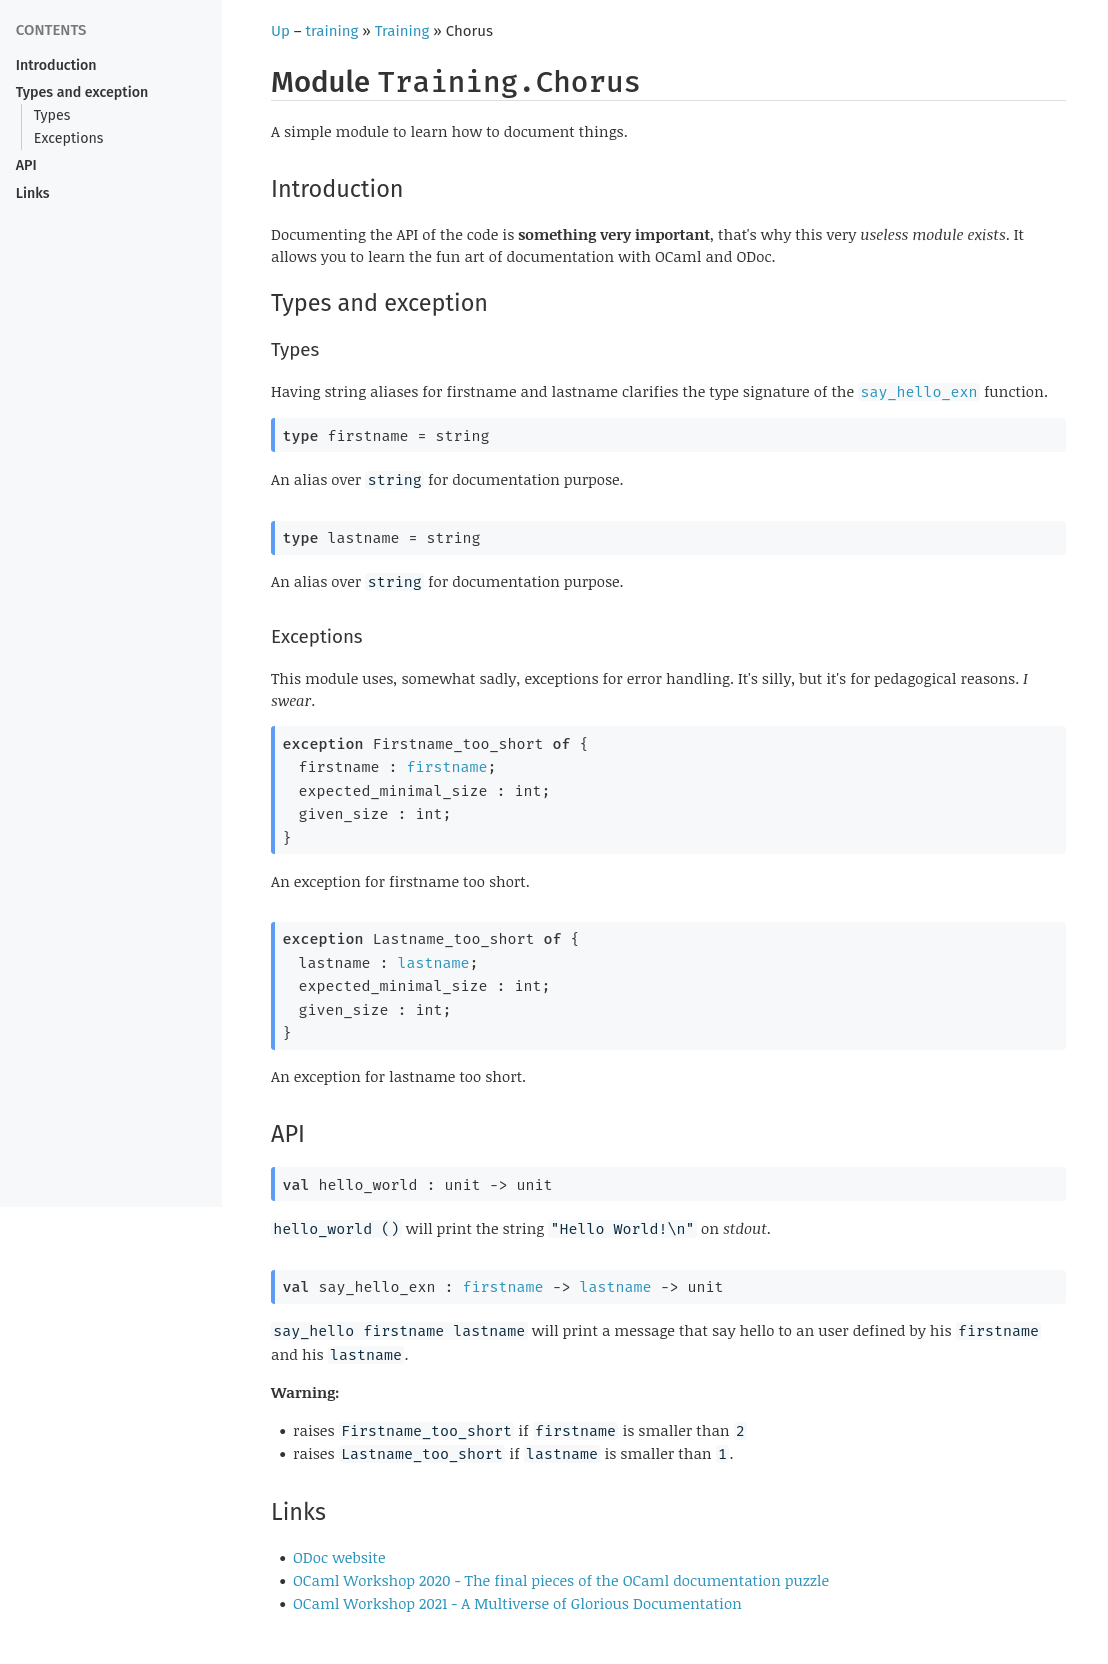 CONTENTS
Introduction
Types and exception
Types
Exceptions
API
Links
Up – training » Training » Chorus
Module Training.Chorus
A simple module to learn how to document things.
Introduction
Documenting the API of the code is something very important, that's why this very useless module exists. It
allows you to learn the fun art of documentation with OCaml and ODoc.
Types and exception
Types
Having string aliases for firstname and lastname clarifies the type signature of the say_hello_exn function.
type firstname = string
An alias over string for documentation purpose.
type lastname = string
An alias over string for documentation purpose.
Exceptions
This module uses, somewhat sadly, exceptions for error handling. It's silly, but it's for pedagogical reasons. I
swear.
exception Firstname_too_short of {
firstname : firstname;
expected_minimal_size : int;
given_size : int;
}
An exception for firstname too short.
exception Lastname_too_short of {
lastname : lastname;
expected_minimal_size : int;
given_size : int;
}
An exception for lastname too short.
API
val hello_world : unit -> unit
hello_world () will print the string "Hello World!\n" on stdout.
val say_hello_exn : firstname -> lastname -> unit
say_hello firstname lastname will print a message that say hello to an user defined by his firstname
and his lastname.
Warning:
• raises Firstname_too_short if firstname is smaller than 2
• raises Lastname_too_short if lastname is smaller than 1.
Links
• ODoc website
• OCaml Workshop 2020 - The final pieces of the OCaml documentation puzzle
• OCaml Workshop 2021 - A Multiverse of Glorious Documentation